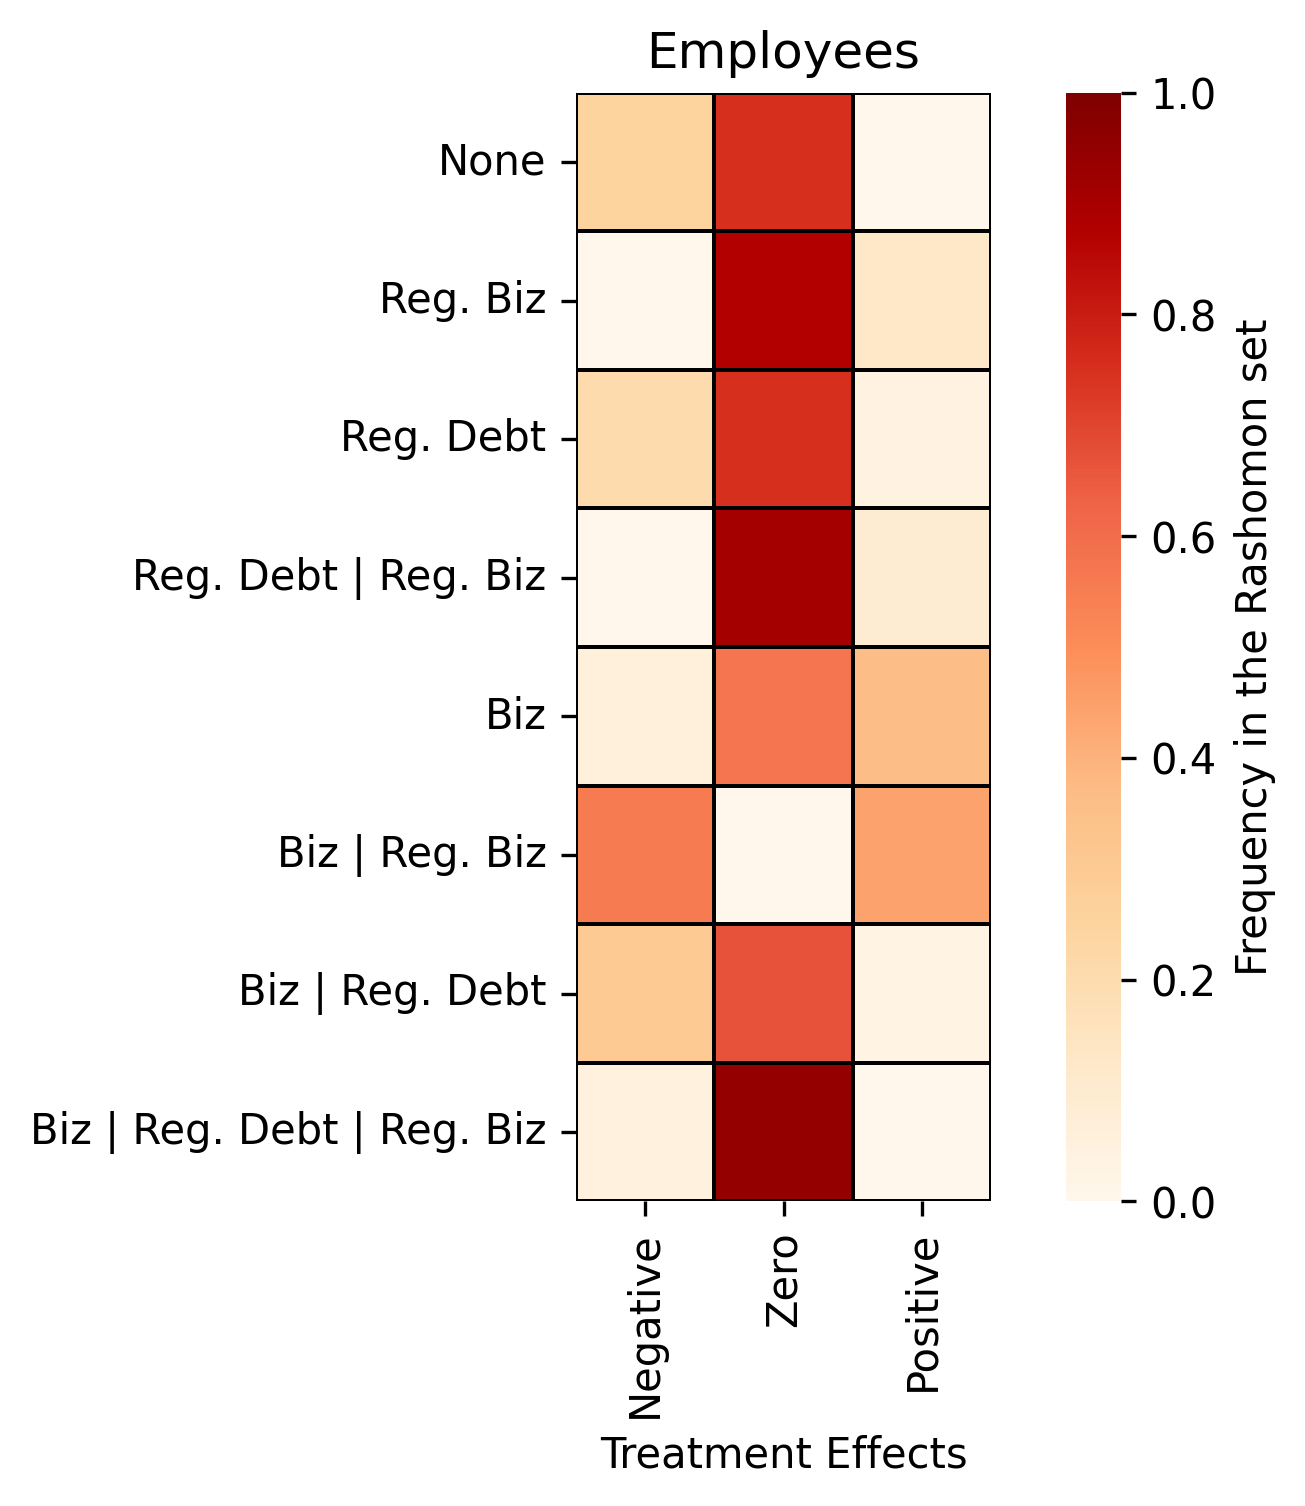 Employees
None
Reg. Biz
Reg. Debt
Reg. Debt | Reg. Biz
Biz
Biz | Reg. Biz
Biz | Reg. Debt
Biz | Reg. Debt | Reg. Biz
Negative
Zero
Positive
Treatment Effects
1.0
0.8
0.6
0.4
0.2
0.0
Frequency in the Rashomon set